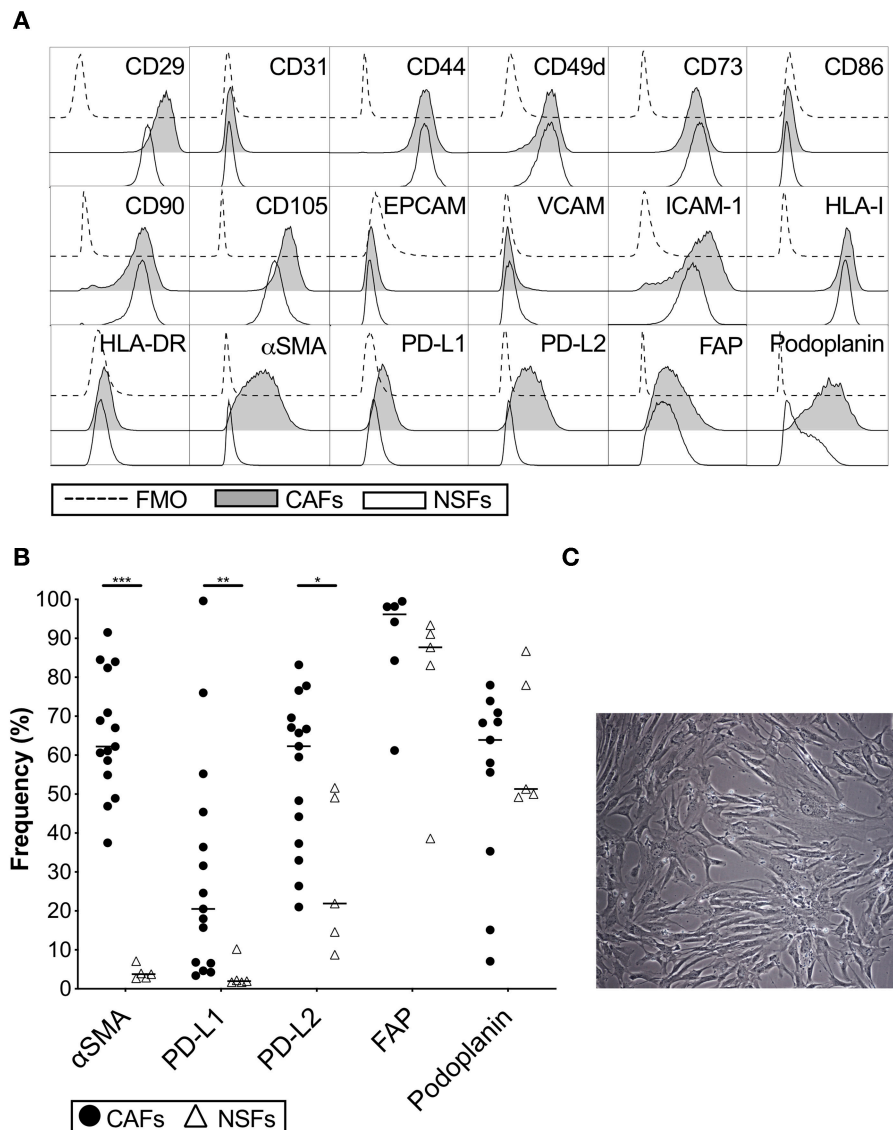 A
CD29 CD31 CD44 CD49d CD73 CD86
CD90 CD105 EPCAM VCAM ICAM-1 HLA-I
HLA-DR αSMA PD-L1 PD-L2 FAP Podoplanin
FMO CAFs NSFs
B
C
*** ** *
Frequency (%)
100
90
80
70
60
50
40
30
20
10
0
αSMA PD-L1 PD-L2 FAP Podoplanin
CAFs NSFs